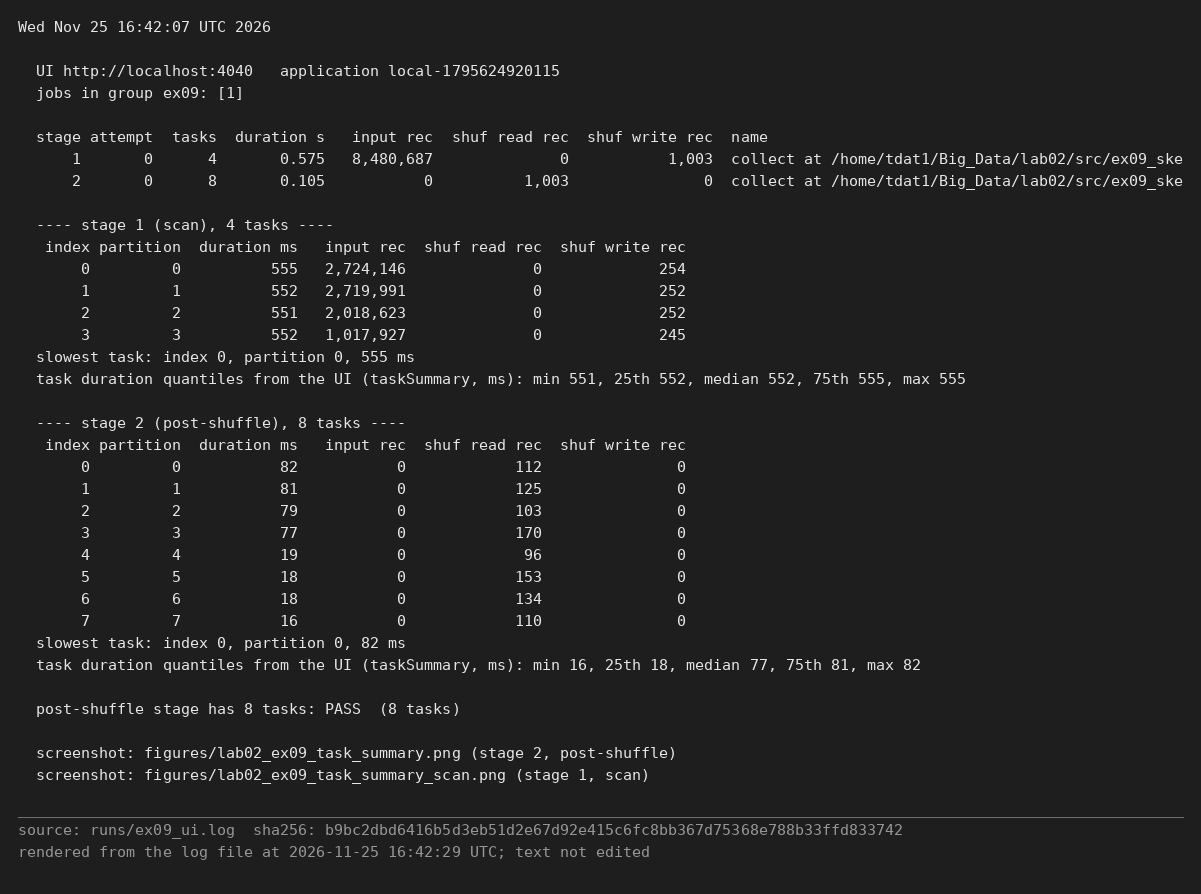 Wed Nov 25 16:42:07 UTC 2026
UI http://localhost:4040   application local-1795624920115
jobs in group ex09: [1]
stage attempt  tasks  duration s   input rec  shuf read rec  shuf write rec  name
1       0      4       0.575   8,480,687              0           1,003  collect at /home/tdat1/Big_Data/lab02/src/ex09_ske
2       0      8       0.105           0          1,003               0  collect at /home/tdat1/Big_Data/lab02/src/ex09_ske
---- stage 1 (scan), 4 tasks ----
index partition  duration ms   input rec  shuf read rec  shuf write rec
0         0          555   2,724,146              0             254
1         1          552   2,719,991              0             252
2         2          551   2,018,623              0             252
3         3          552   1,017,927              0             245
slowest task: index 0, partition 0, 555 ms
task duration quantiles from the UI (taskSummary, ms): min 551, 25th 552, median 552, 75th 555, max 555
---- stage 2 (post-shuffle), 8 tasks ----
index partition  duration ms   input rec  shuf read rec  shuf write rec
0         0           82           0            112               0
1         1           81           0            125               0
2         2           79           0            103               0
3         3           77           0            170               0
4         4           19           0             96               0
5         5           18           0            153               0
6         6           18           0            134               0
7         7           16           0            110               0
slowest task: index 0, partition 0, 82 ms
task duration quantiles from the UI (taskSummary, ms): min 16, 25th 18, median 77, 75th 81, max 82
post-shuffle stage has 8 tasks: PASS  (8 tasks)
screenshot: figures/lab02_ex09_task_summary.png (stage 2, post-shuffle)
screenshot: figures/lab02_ex09_task_summary_scan.png (stage 1, scan)
source: runs/ex09_ui.log  sha256: b9bc2dbd6416b5d3eb51d2e67d92e415c6fc8bb367d75368e788b33ffd833742
rendered from the log file at 2026-11-25 16:42:29 UTC; text not edited